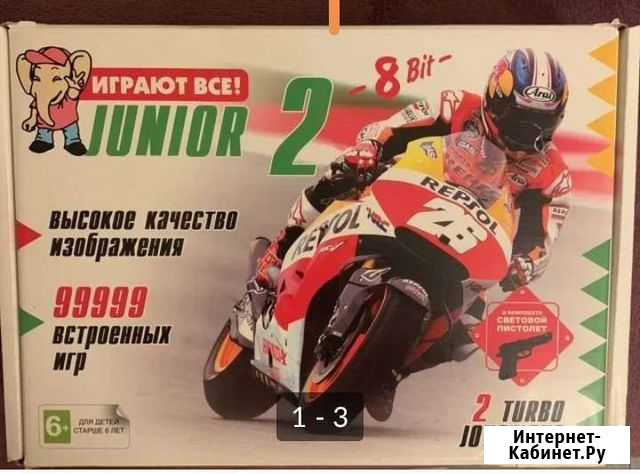 ИГРАЮТ ВСЕ!
JUNIOR 2
- 8 Bit -
Arai
ВЫСОКОЕ КАЧЕСТВО
ИЗОБРАЖЕНИЯ
REPSOL
26
REPSOL
99999
ВСТРОЕННЫХ
ИГР
В КОМПЛЕКТЕ
СВЕТОВОЙ
ПИСТОЛЕТ
6+
ДЛЯ ДЕТЕЙ
СТАРШЕ 6 ЛЕТ
1 - 3
2 TURBO
Интернет-
Кабинет.Ру